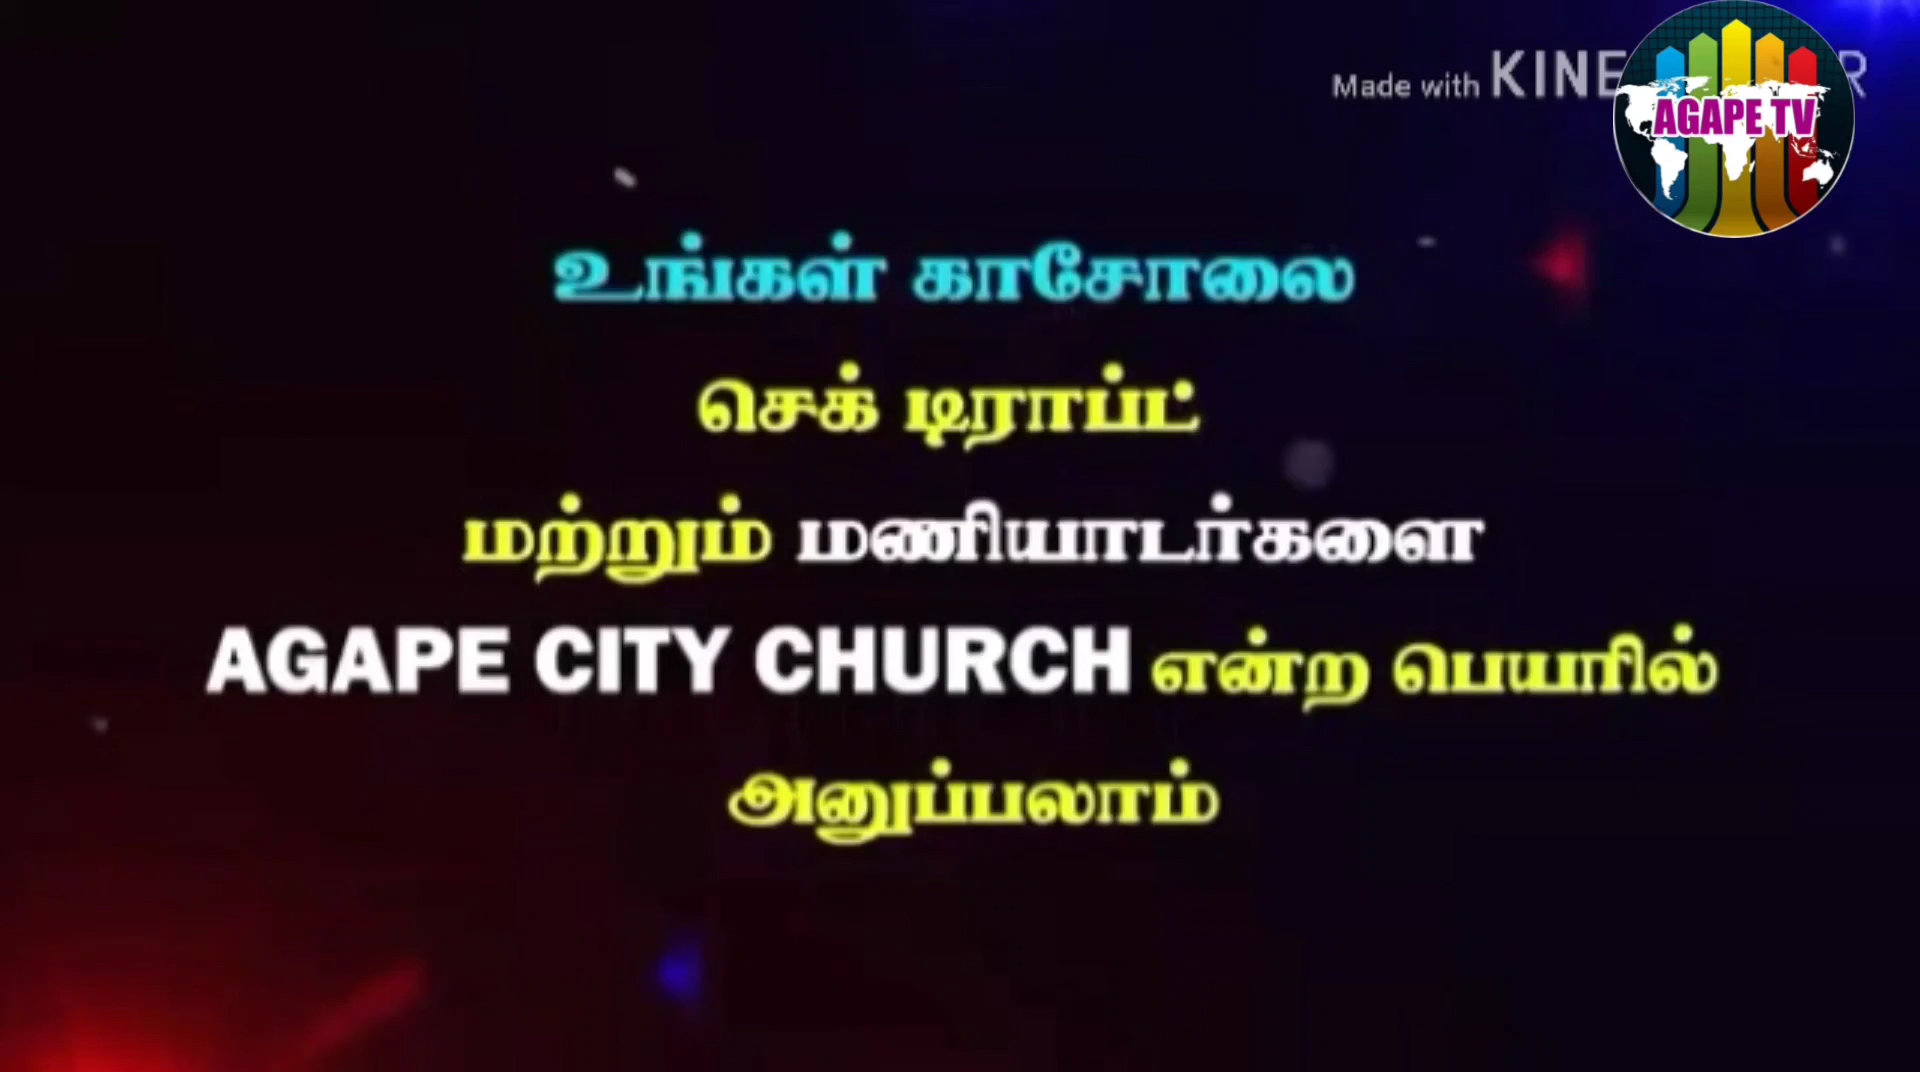 Made with KINE R
AGAPE TV
உங்கள் காசோலை
செக் டிராப்ட்
மற்றும் மணியாடர்களை
AGAPE CITY CHURCH என்ற பெயரில்
அனுப்பலாம்